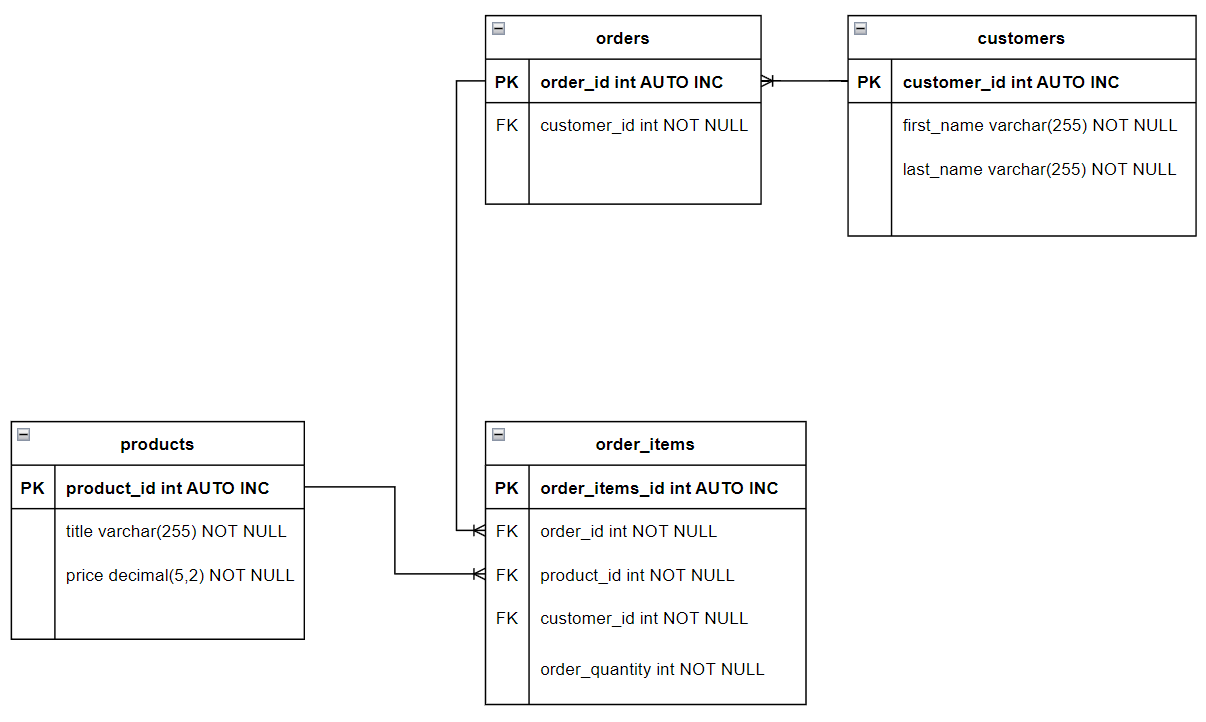 orders
PK order_id int AUTO INC
FK customer_id int NOT NULL
customers
PK customer_id int AUTO INC
first_name varchar(255) NOT NULL
last_name varchar(255) NOT NULL
products
PK product_id int AUTO INC
title varchar(255) NOT NULL
price decimal(5,2) NOT NULL
order_items
PK order_items_id int AUTO INC
FK order_id int NOT NULL
FK product_id int NOT NULL
FK customer_id int NOT NULL
order_quantity int NOT NULL